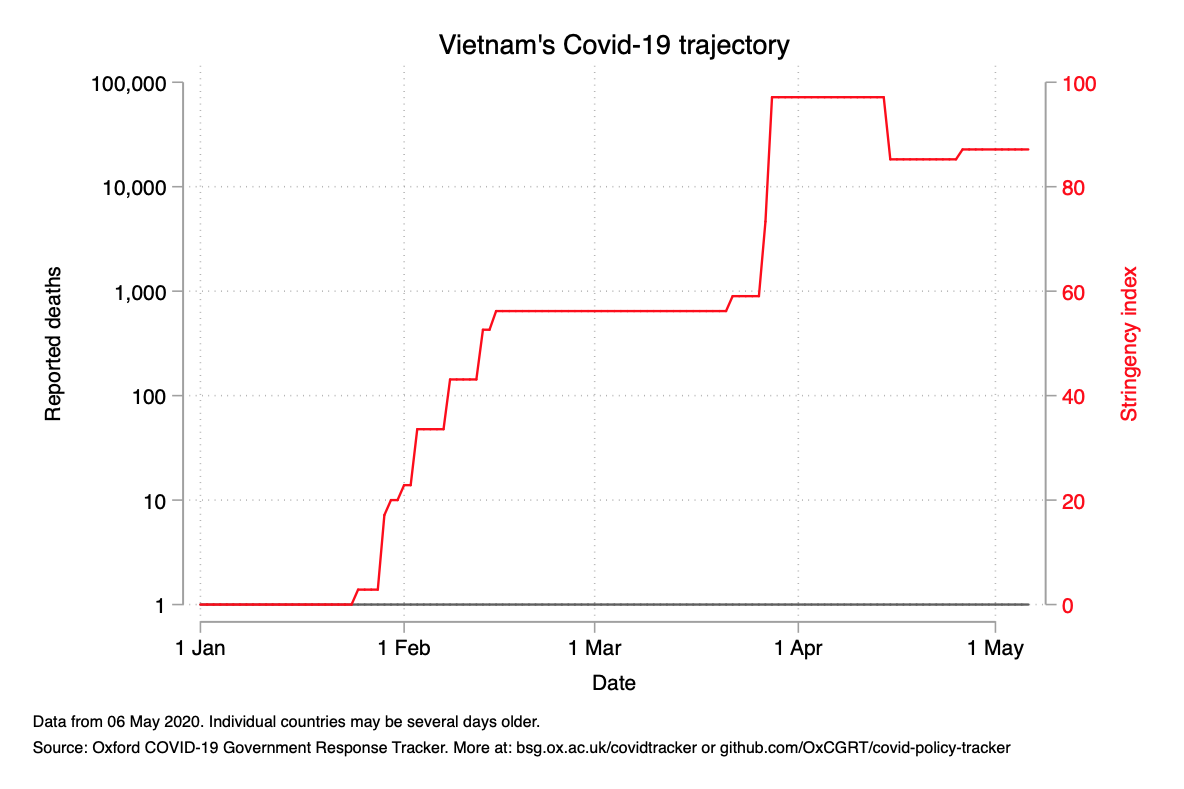 Vietnam's Covid-19 trajectory
100,000
10,000
1,000
100
10
1
Reported deaths
100
80
60
40
20
0
Stringency index
1 Jan
1 Feb
1 Mar
1 Apr
1 May
Date
Data from 06 May 2020. Individual countries may be several days older.
Source: Oxford COVID-19 Government Response Tracker. More at: bsg.ox.ac.uk/covidtracker or github.com/OxCGRT/covid-policy-tracker